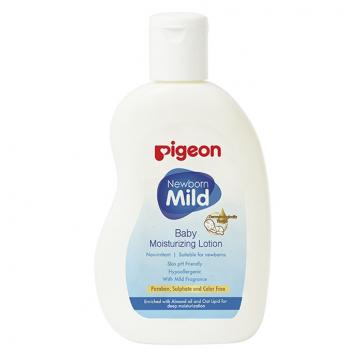 pigeon
Newborn
Mild
Baby
Moisturizing Lotion
Non-irritant | Suitable for newborns
Skin pH Friendly
Hypoallergenic
With Mild Fragrance
Paraben, Sulphate and Color Free
Enriched with Almond oil and Oat Lipid for
deep moisturization